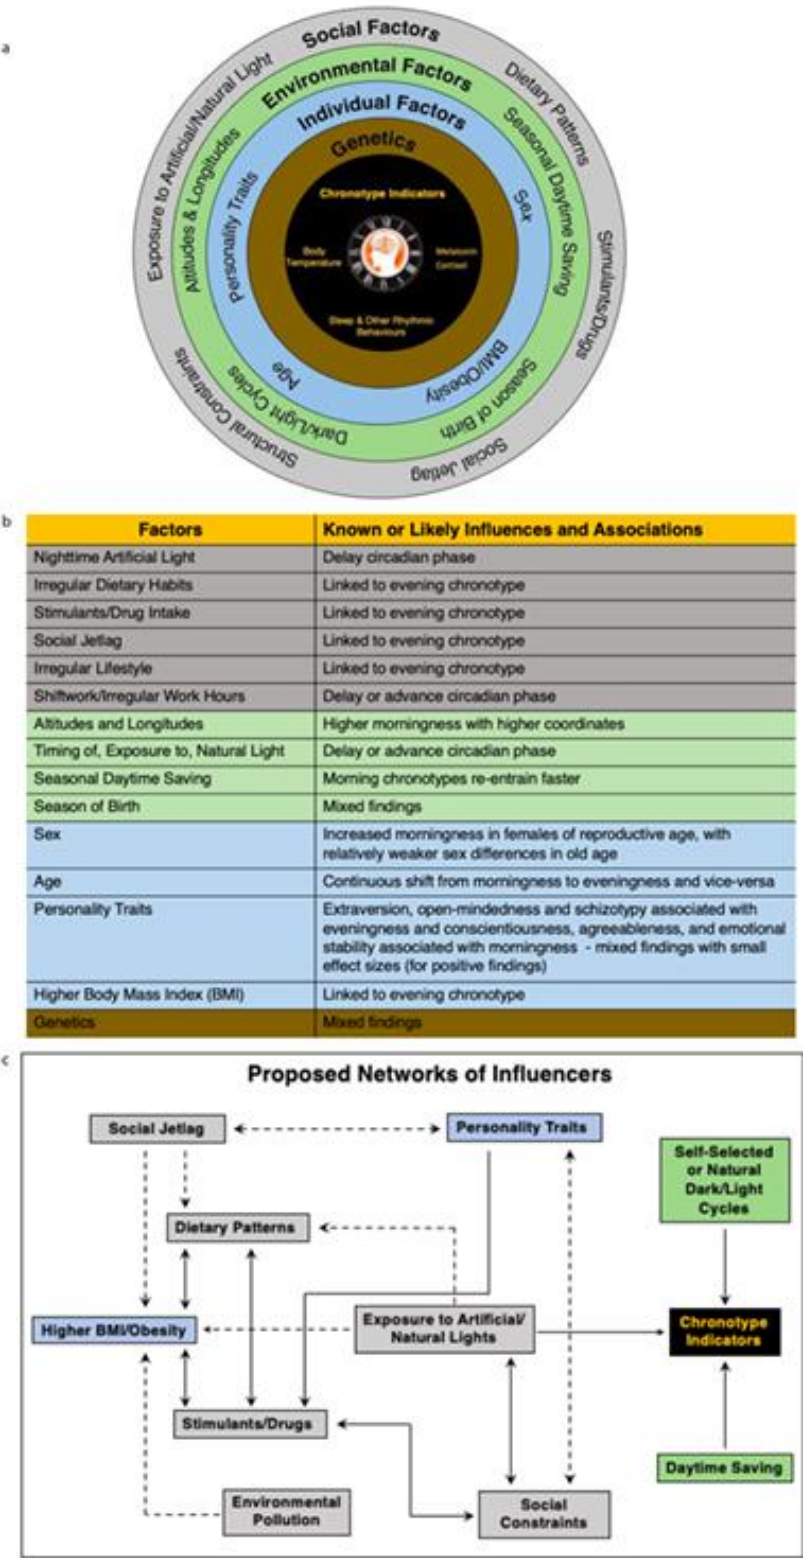 a
Social Factors
Dietary Patterns
Stimulants/Drugs
Social Jetlag
Structural Constraints
Exposure to Artificial/Natural Light
Environmental Factors
Seasonal Daytime Saving
Season of Birth
Dark/Light Cycles
Altitudes & Longitudes
Individual Factors
Sex
BMI/Obesity
Age
Personality Traits
Genetics
Chronotype Indicators
Body
Temperature
Melatonin
Cortisol
Sleep & Other Rhythmic
Behaviours
b
Factors Known or Likely Influences and Associations
Nighttime Artificial Light Delay circadian phase
Irregular Dietary Habits Linked to evening chronotype
Stimulants/Drug Intake Linked to evening chronotype
Social Jetlag Linked to evening chronotype
Irregular Lifestyle Linked to evening chronotype
Shiftwork/Irregular Work Hours Delay or advance circadian phase
Altitudes and Longitudes Higher morningness with higher coordinates
Timing of, Exposure to, Natural Light Delay or advance circadian phase
Seasonal Daytime Saving Morning chronotypes re-entrain faster
Season of Birth Mixed findings
Sex Increased morningness in females of reproductive age, with
relatively weaker sex differences in old age
Age Continuous shift from morningness to eveningness and vice-versa
Personality Traits Extraversion, open-mindedness and schizotypy associated with
eveningness and conscientiousness, agreeableness, and emotional
stability associated with morningness - mixed findings with small
effect sizes (for positive findings)
Higher Body Mass Index (BMI) Linked to evening chronotype
Genetics Mixed findings
c
Proposed Networks of Influencers
Social Jetlag
Personality Traits
Self-Selected
or Natural
Dark/Light
Cycles
Dietary Patterns
Higher BMI/Obesity
Exposure to Artificial/
Natural Lights
Chronotype
Indicators
Stimulants/Drugs
Daytime Saving
Environmental
Pollution
Social
Constraints